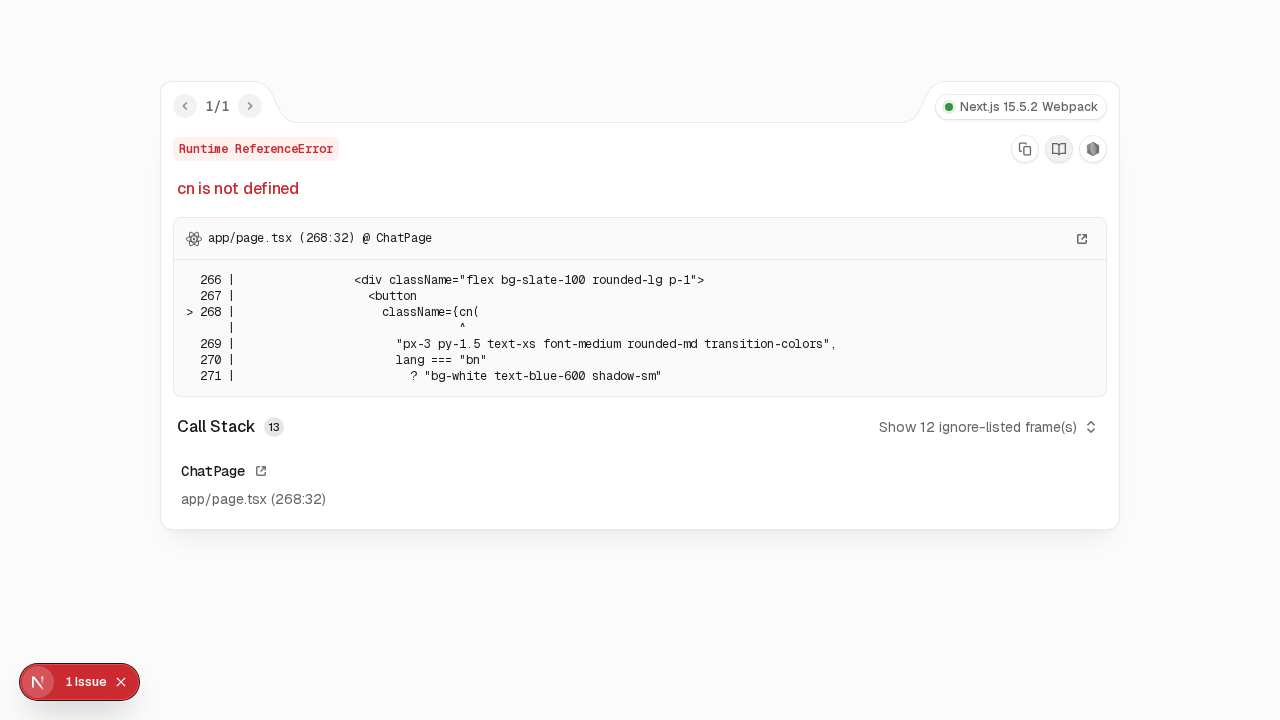 1/1
Next.js 15.5.2 Webpack
Runtime ReferenceError
cn is not defined
app/page.tsx (268:32) @ ChatPage
266 |                 <div className="flex bg-slate-100 rounded-lg p-1">
267 |                   <button
> 268 |                     className={cn(
|                                ^
269 |                       "px-3 py-1.5 text-xs font-medium rounded-md transition-colors",
270 |                       lang === "bn"
271 |                         ? "bg-white text-blue-600 shadow-sm"
Call Stack 13
Show 12 ignore-listed frame(s)
ChatPage
app/page.tsx (268:32)
N 1 Issue